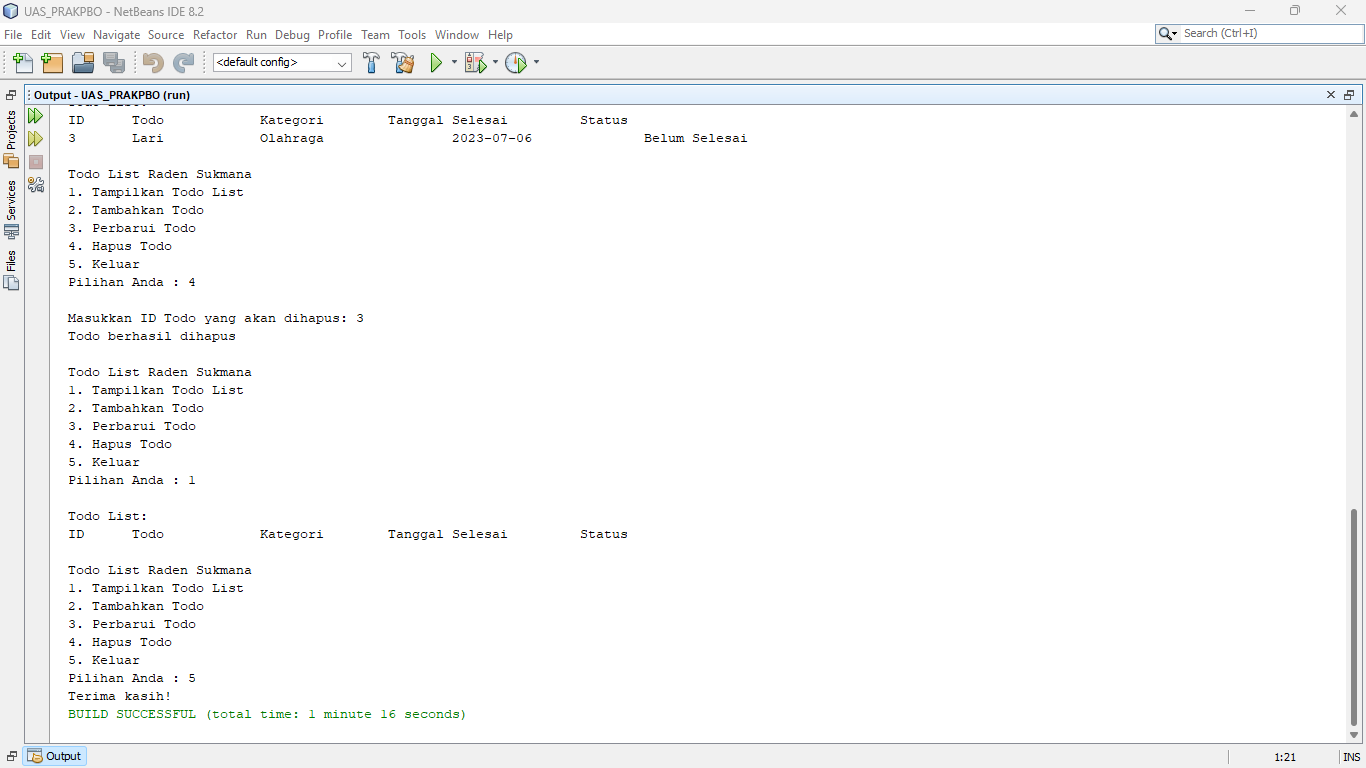 UAS_PRAKPBO - NetBeans IDE 8.2
File Edit View Navigate Source Refactor Run Debug Profile Team Tools Window Help
Search (Ctrl+I)
<default config>
Output - UAS_PRAKPBO (run)
Projects
Services
Files
Todo List:
ID Todo Kategori Tanggal Selesai Status
3 Lari Olahraga 2023-07-06 Belum Selesai
Todo List Raden Sukmana
1. Tampilkan Todo List
2. Tambahkan Todo
3. Perbarui Todo
4. Hapus Todo
5. Keluar
Pilihan Anda : 4
Masukkan ID Todo yang akan dihapus: 3
Todo berhasil dihapus
Todo List Raden Sukmana
1. Tampilkan Todo List
2. Tambahkan Todo
3. Perbarui Todo
4. Hapus Todo
5. Keluar
Pilihan Anda : 1
Todo List:
ID Todo Kategori Tanggal Selesai Status
Todo List Raden Sukmana
1. Tampilkan Todo List
2. Tambahkan Todo
3. Perbarui Todo
4. Hapus Todo
5. Keluar
Pilihan Anda : 5
Terima kasih!
BUILD SUCCESSFUL (total time: 1 minute 16 seconds)
Output
1:21 INS